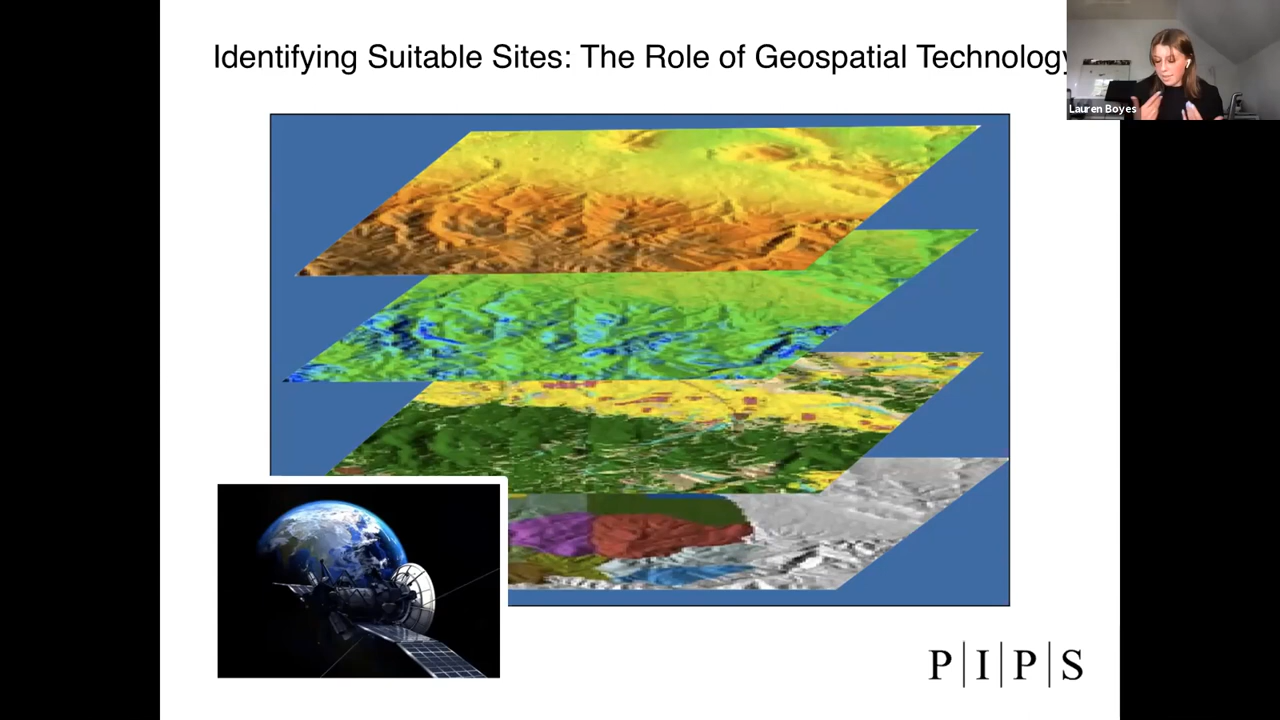 Identifying Suitable Sites: The Role of Geospatial Technology
Lauren Boyes
P|I|P|S